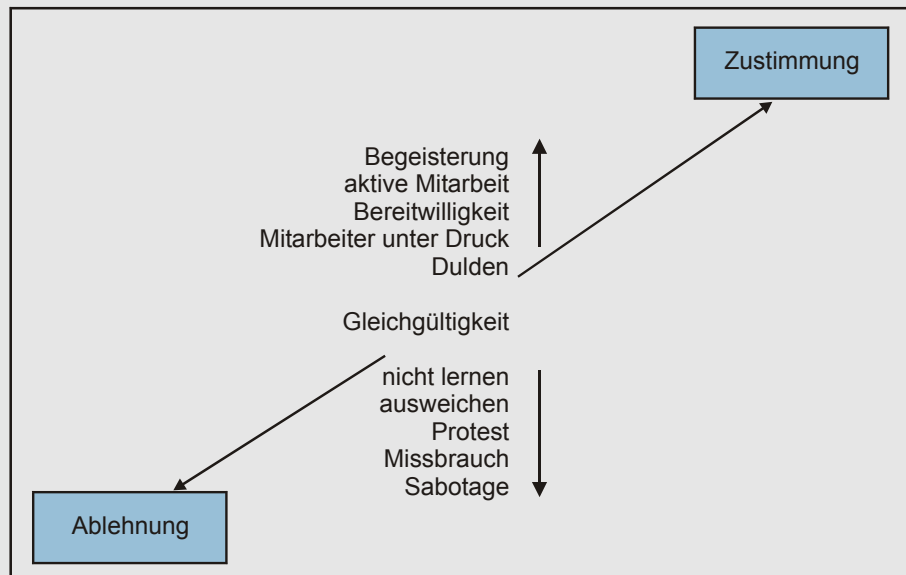 Zustimmung
Begeisterung
aktive Mitarbeit
Bereitwilligkeit
Mitarbeiter unter Druck
Dulden
Gleichgültigkeit
nicht lernen
ausweichen
Protest
Missbrauch
Sabotage
Ablehnung